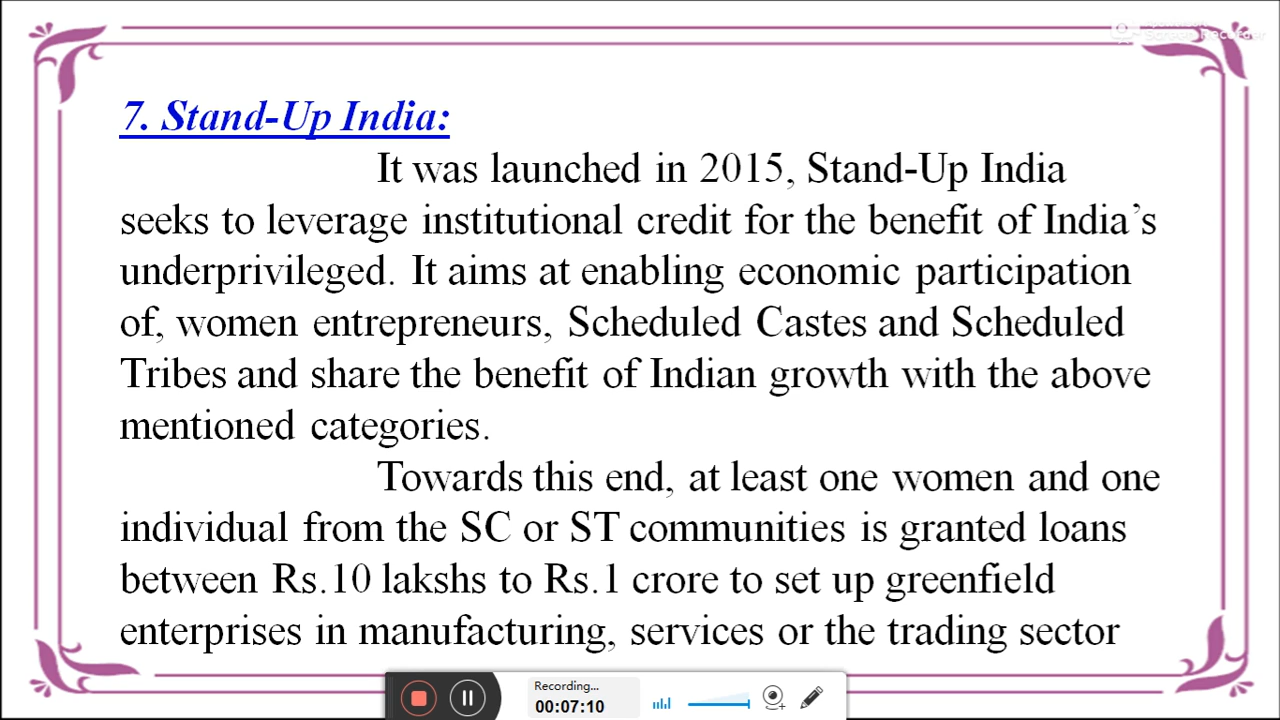 Screen Recorder
7. Stand-Up India:
It was launched in 2015, Stand-Up India
seeks to leverage institutional credit for the benefit of India’s
underprivileged. It aims at enabling economic participation
of, women entrepreneurs, Scheduled Castes and Scheduled
Tribes and share the benefit of Indian growth with the above
mentioned categories.
Towards this end, at least one women and one
individual from the SC or ST communities is granted loans
between Rs.10 lakshs to Rs.1 crore to set up greenfield
enterprises in manufacturing, services or the trading sector
Recording...
00:07:10